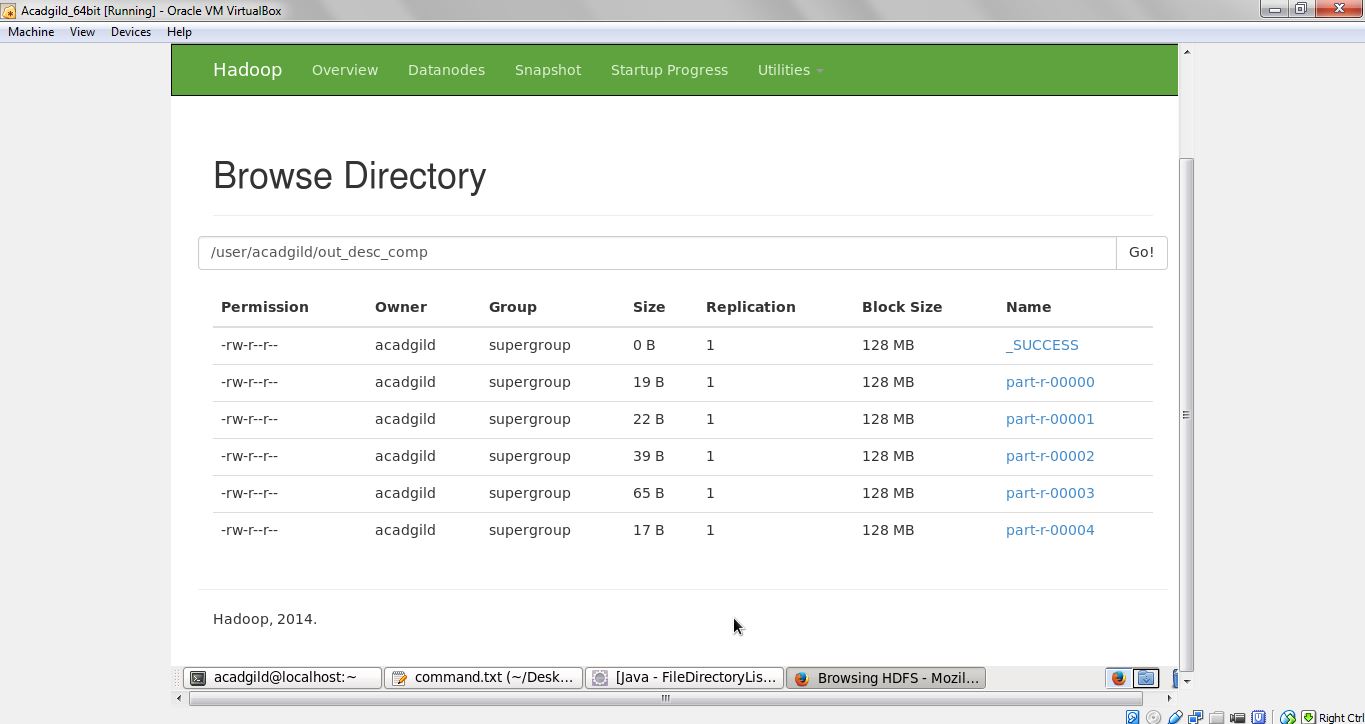 Acadgild_64bit [Running] - Oracle VM VirtualBox
Machine View Devices Help
Hadoop Overview Datanodes Snapshot Startup Progress Utilities
Browse Directory
/user/acadgild/out_desc_comp Go!
Permission Owner Group Size Replication Block Size Name
-rw-r--r-- acadgild supergroup 0 B 1 128 MB _SUCCESS
-rw-r--r-- acadgild supergroup 19 B 1 128 MB part-r-00000
-rw-r--r-- acadgild supergroup 22 B 1 128 MB part-r-00001
-rw-r--r-- acadgild supergroup 39 B 1 128 MB part-r-00002
-rw-r--r-- acadgild supergroup 65 B 1 128 MB part-r-00003
-rw-r--r-- acadgild supergroup 17 B 1 128 MB part-r-00004
Hadoop, 2014.
acadgild@localhost:~ command.txt (~/Desk... [Java - FileDirectoryLis... Browsing HDFS - Mozil...
Right Ctrl